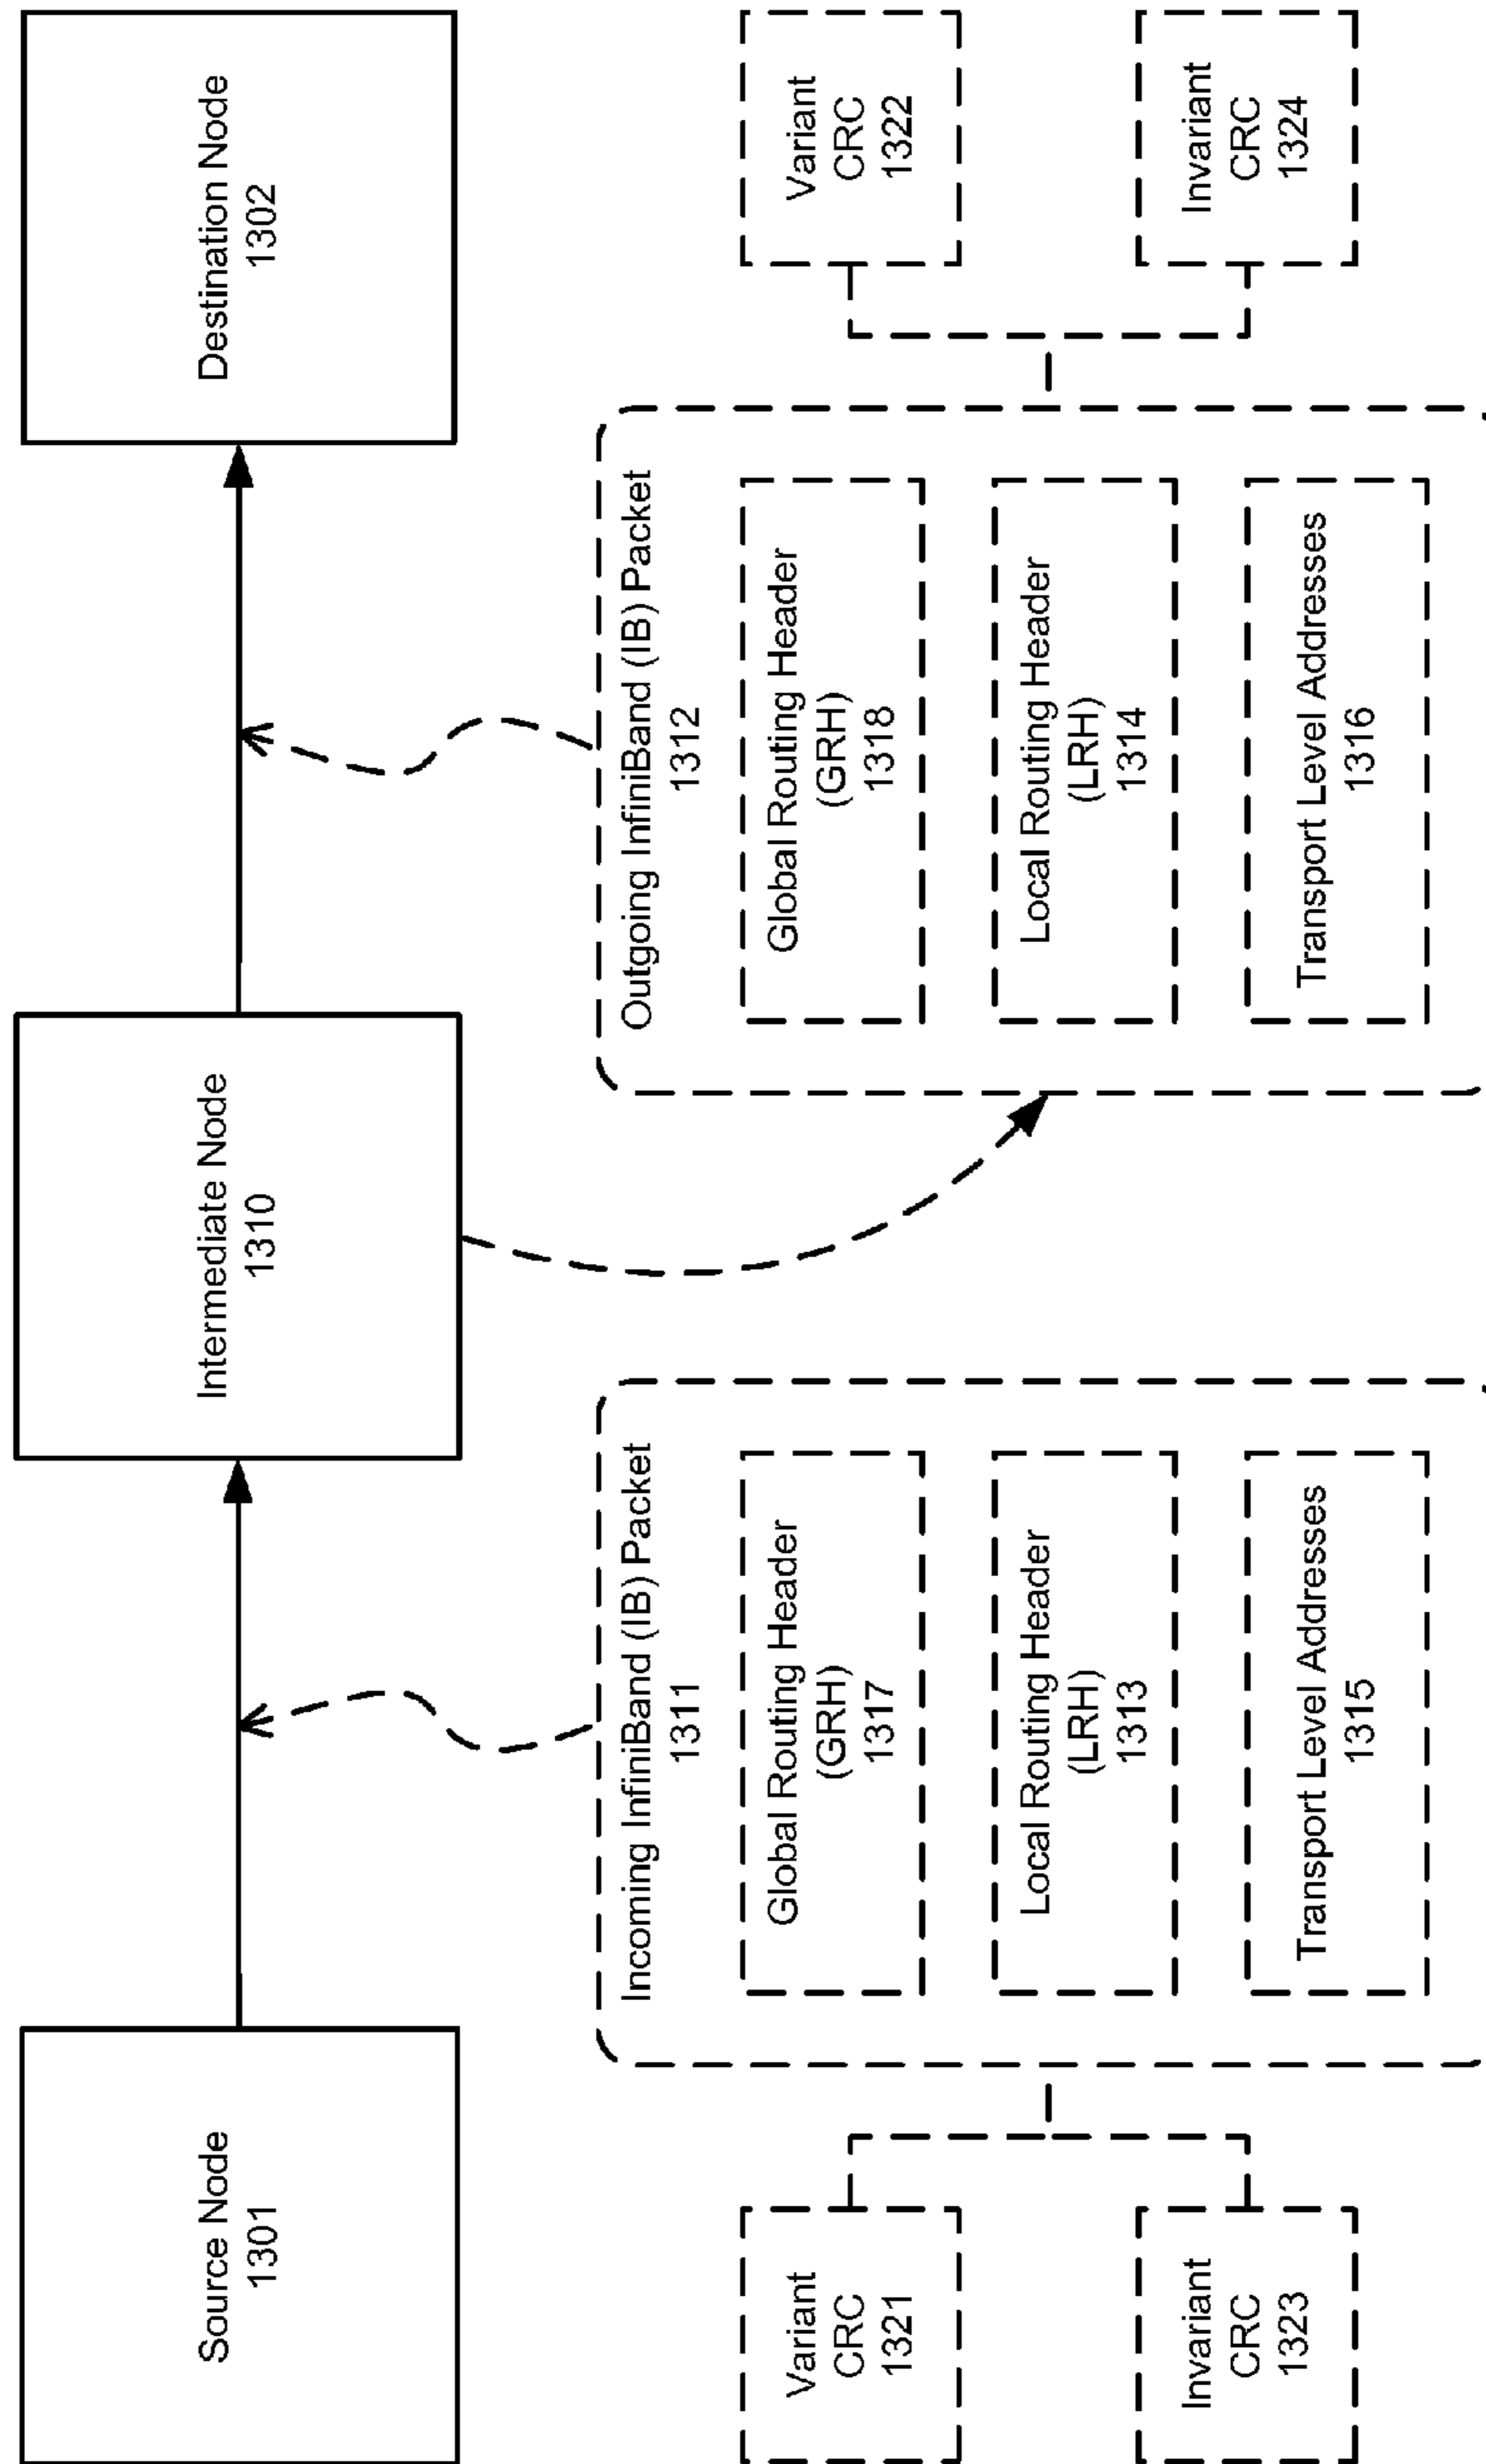 Source Node
1301
Intermediate Node
1310
Destination Node
1302
Variant
CRC
1321
Invariant
CRC
1323
Incoming InfiniBand (IB) Packet
1311
Global Routing Header
(GRH)
1317
Local Routing Header
(LRH)
1313
Transport Level Addresses
1315
Outgoing InfiniBand (IB) Packet
1312
Global Routing Header
(GRH)
1318
Local Routing Header
(LRH)
1314
Transport Level Addresses
1316
Variant
CRC
1322
Invariant
CRC
1324